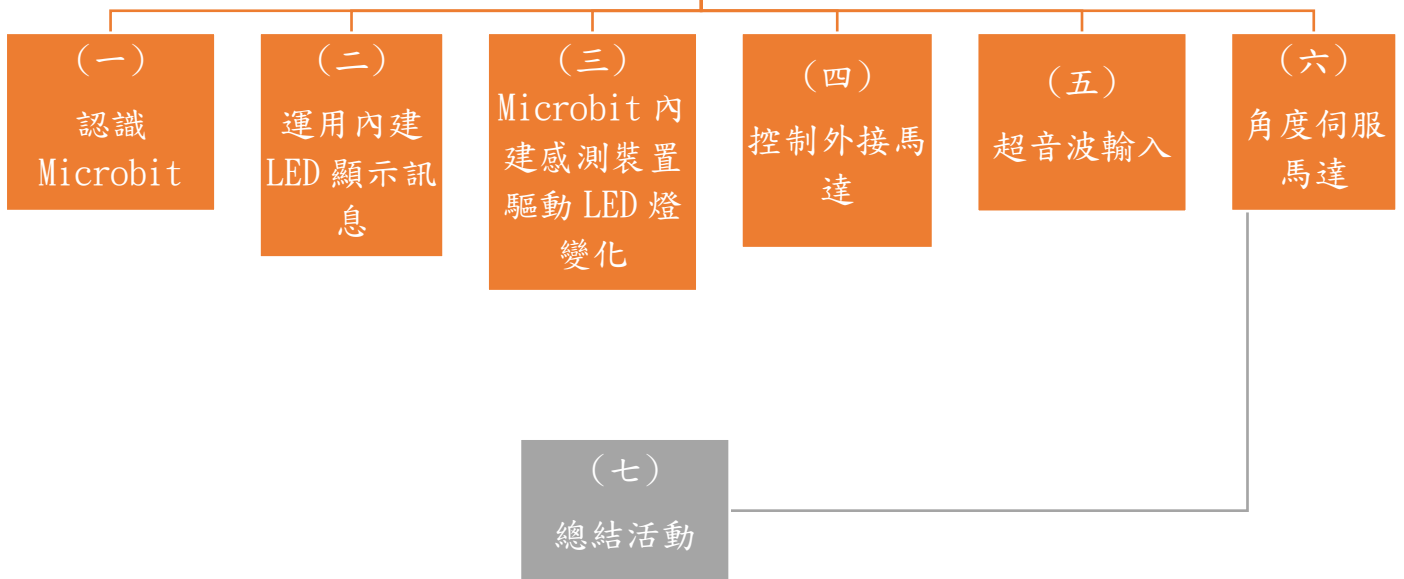 （一）
認識
Microbit
（二）
運用內建
LED 顯示訊
息
（三）
Microbit 內
建感測裝置
驅動 LED 燈
變化
（四）
控制外接馬
達
（五）
超音波輸入
（六）
角度伺服
馬達
（七）
總結活動